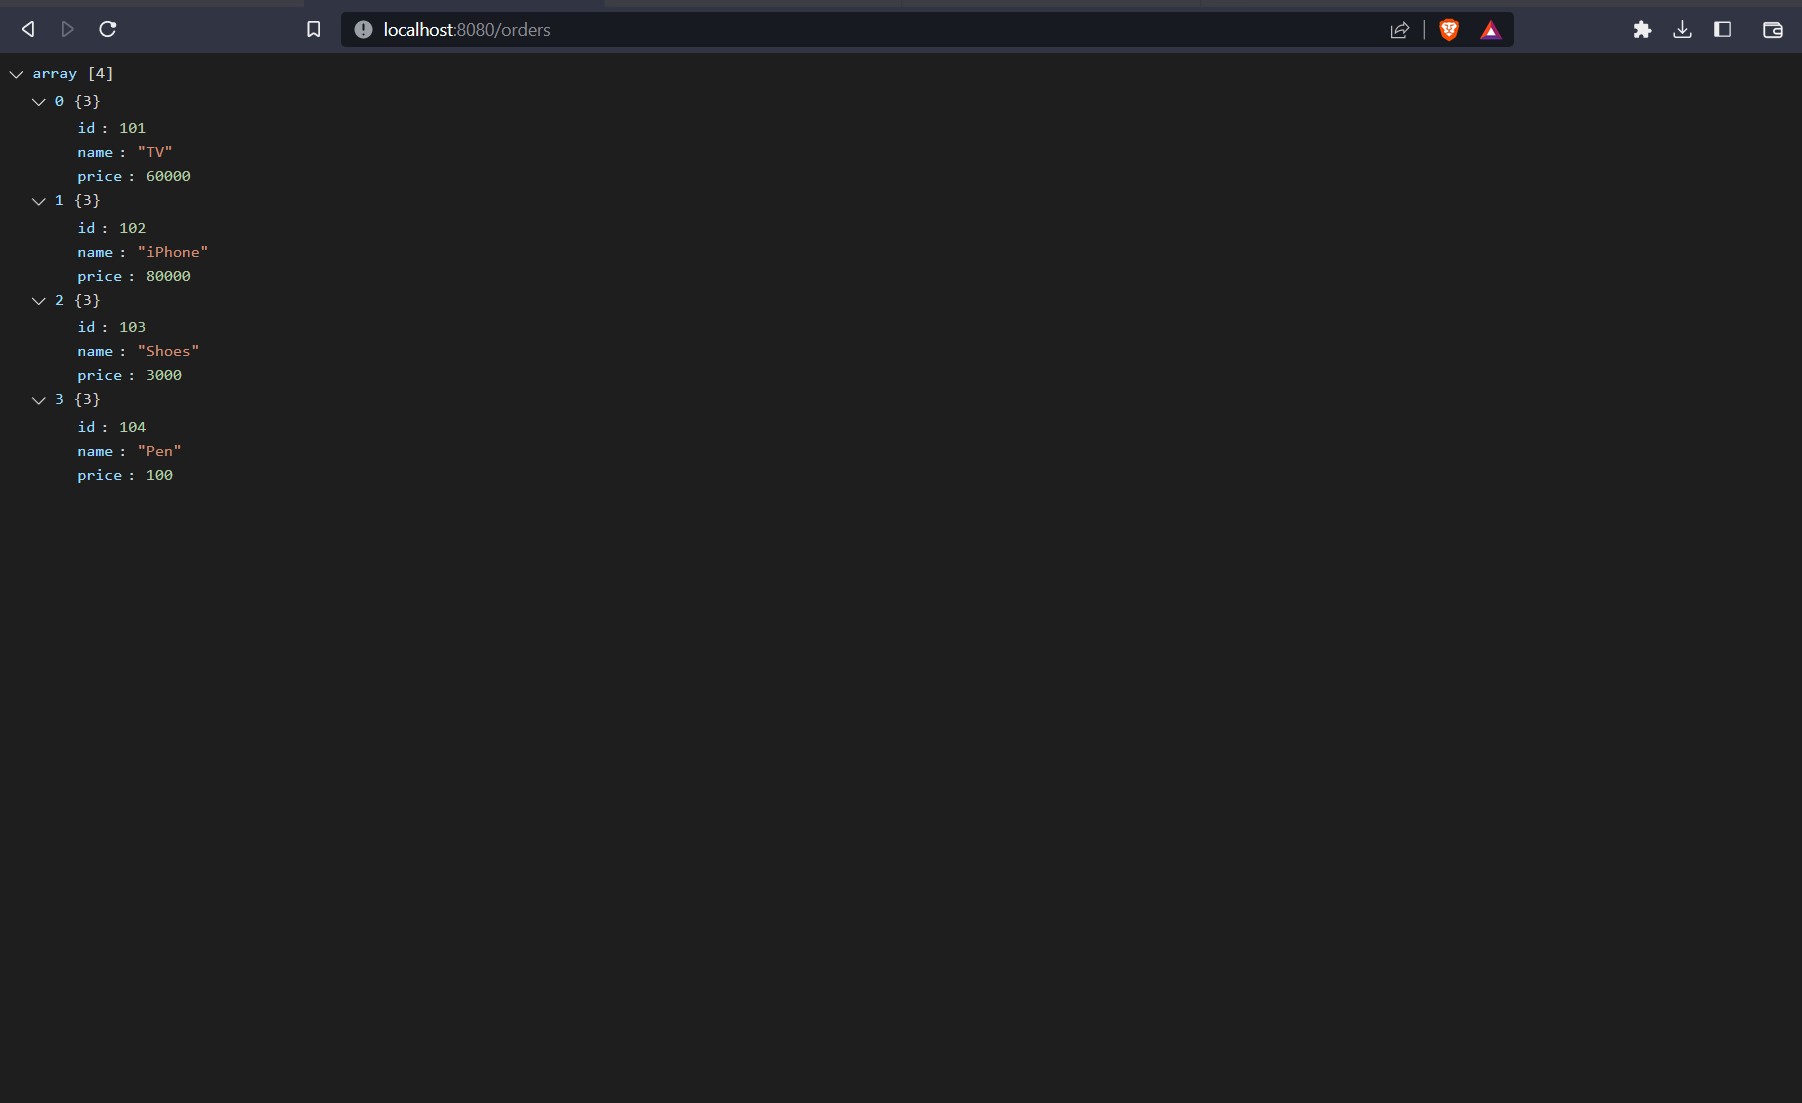 localhost:8080/orders
array [4]
0 {3}
id : 101
name : "TV"
price : 60000
1 {3}
id : 102
name : "iPhone"
price : 80000
2 {3}
id : 103
name : "Shoes"
price : 3000
3 {3}
id : 104
name : "Pen"
price : 100